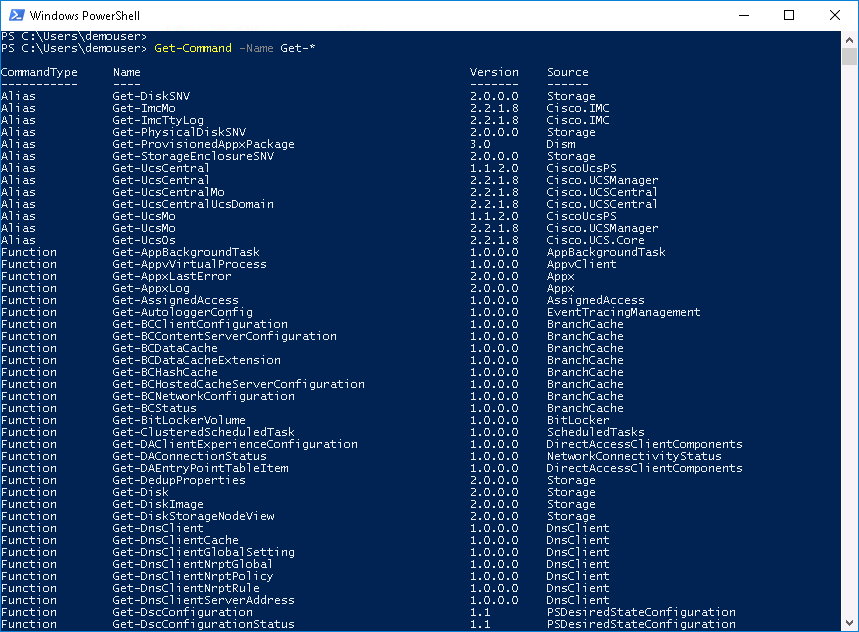 Windows PowerShell
PS C:\Users\demouser>
PS C:\Users\demouser> Get-Command -Name Get-*
CommandType Name Version Source
----------- ---- ------- ------
Alias Get-DiskSNV 2.0.0.0 Storage
Alias Get-ImcMo 2.2.1.8 Cisco.IMC
Alias Get-ImcTtyLog 2.2.1.8 Cisco.IMC
Alias Get-PhysicalDiskSNV 2.0.0.0 Storage
Alias Get-ProvisionedAppxPackage 3.0 Dism
Alias Get-StorageEnclosureSNV 2.0.0.0 Storage
Alias Get-UcsCentral 1.1.2.0 CiscoUcsPS
Alias Get-UcsCentral 2.2.1.8 Cisco.UCSManager
Alias Get-UcsCentralMo 2.2.1.8 Cisco.UCSCentral
Alias Get-UcsCentralUcsDomain 2.2.1.8 Cisco.UCSCentral
Alias Get-UcsMo 1.1.2.0 CiscoUcsPS
Alias Get-UcsMo 2.2.1.8 Cisco.UCSManager
Alias Get-UcsOs 2.2.1.8 Cisco.UCS.Core
Function Get-AppBackgroundTask 1.0.0.0 AppBackgroundTask
Function Get-AppvVirtualProcess 1.0.0.0 AppvClient
Function Get-AppxLastError 2.0.0.0 Appx
Function Get-AppxLog 2.0.0.0 Appx
Function Get-AssignedAccess 1.0.0.0 AssignedAccess
Function Get-AutologgerConfig 1.0.0.0 EventTracingManagement
Function Get-BCClientConfiguration 1.0.0.0 BranchCache
Function Get-BCContentServerConfiguration 1.0.0.0 BranchCache
Function Get-BCDataCache 1.0.0.0 BranchCache
Function Get-BCDataCacheExtension 1.0.0.0 BranchCache
Function Get-BCHashCache 1.0.0.0 BranchCache
Function Get-BCHostedCacheServerConfiguration 1.0.0.0 BranchCache
Function Get-BCNetworkConfiguration 1.0.0.0 BranchCache
Function Get-BCStatus 1.0.0.0 BranchCache
Function Get-BitLockerVolume 1.0.0.0 BitLocker
Function Get-ClusteredScheduledTask 1.0.0.0 ScheduledTasks
Function Get-DAClientExperienceConfiguration 1.0.0.0 DirectAccessClientComponents
Function Get-DAConnectionStatus 1.0.0.0 NetworkConnectivityStatus
Function Get-DAEntryPointTableItem 1.0.0.0 DirectAccessClientComponents
Function Get-DedupProperties 2.0.0.0 Storage
Function Get-Disk 2.0.0.0 Storage
Function Get-DiskImage 2.0.0.0 Storage
Function Get-DiskStorageNodeView 2.0.0.0 Storage
Function Get-DnsClient 1.0.0.0 DnsClient
Function Get-DnsClientCache 1.0.0.0 DnsClient
Function Get-DnsClientGlobalSetting 1.0.0.0 DnsClient
Function Get-DnsClientNrptGlobal 1.0.0.0 DnsClient
Function Get-DnsClientNrptPolicy 1.0.0.0 DnsClient
Function Get-DnsClientNrptRule 1.0.0.0 DnsClient
Function Get-DnsClientServerAddress 1.0.0.0 DnsClient
Function Get-DscConfiguration 1.1 PSDesiredStateConfiguration
Function Get-DscConfigurationStatus 1.1 PSDesiredStateConfiguration